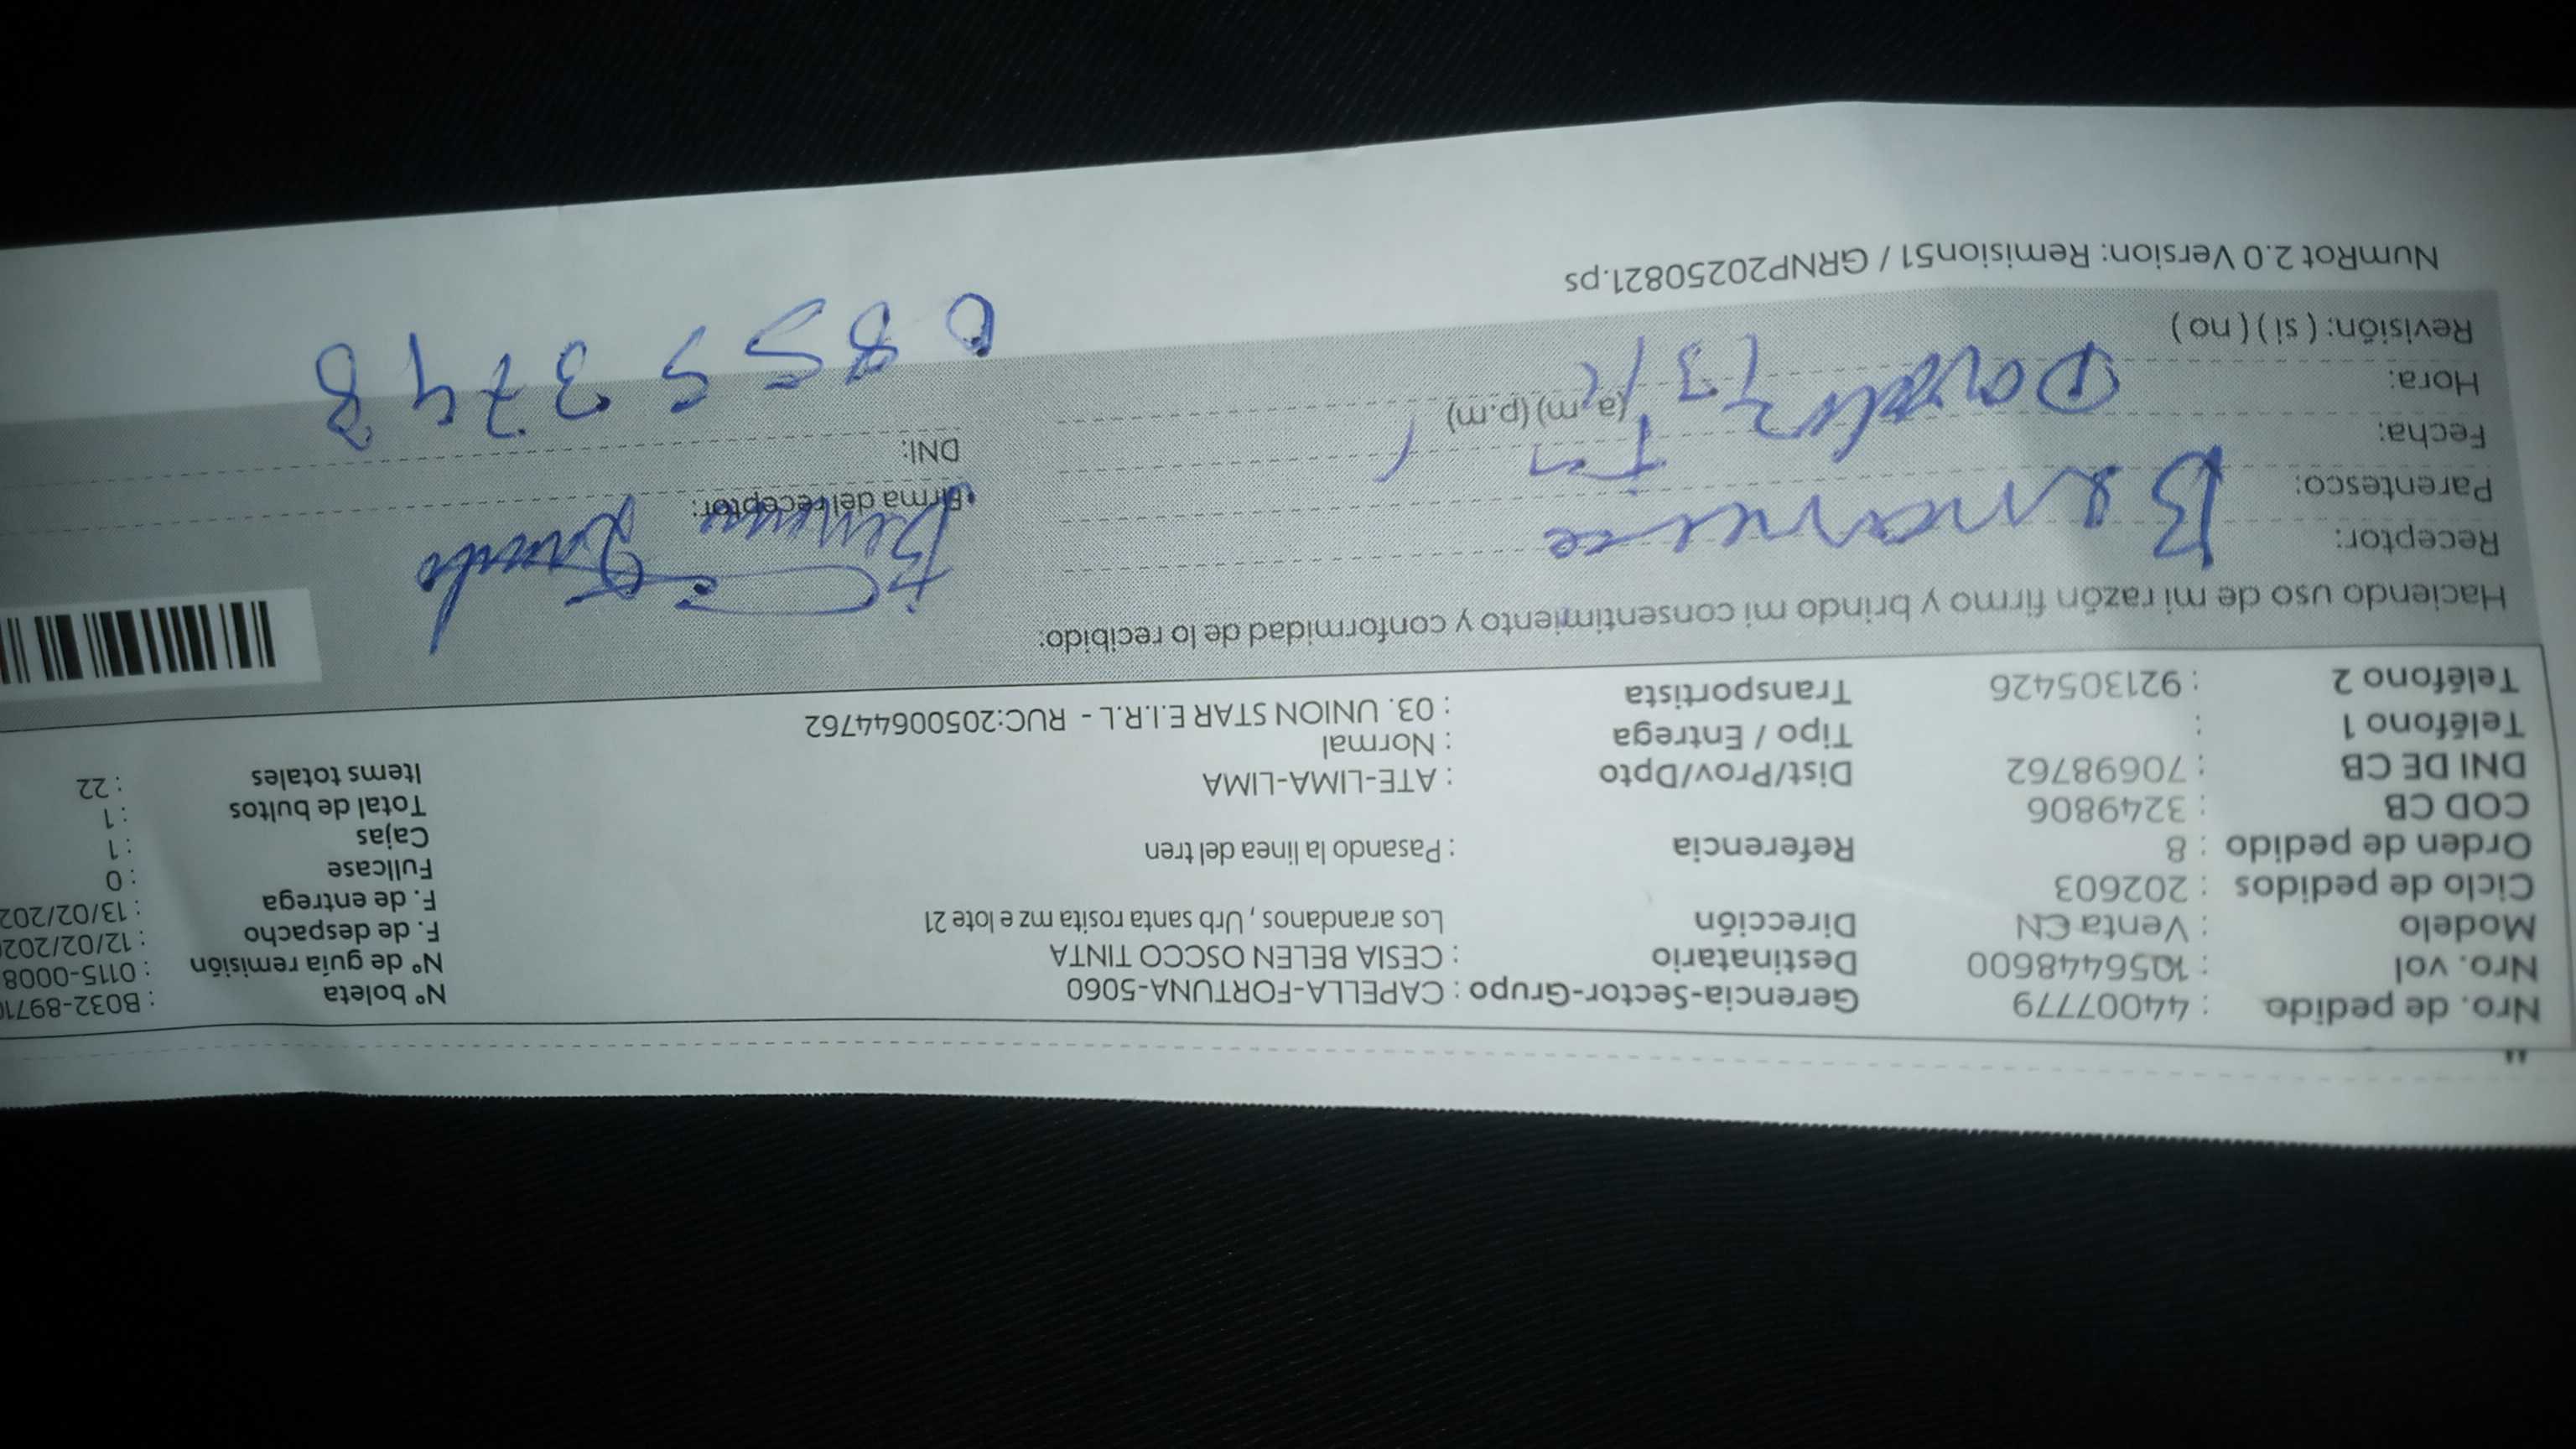 Nro. de pedido : 44007779
Nro. vol : 1056448600
Modelo : Venta CN
Ciclo de pedidos : 202603
Orden de pedido : 8
COD CB : 3249806
DNI DE CB : 70698762
Teléfono 1 :
Teléfono 2 : 921305426
Gerencia-Sector-Grupo : CAPELLA-FORTUNA-5060
Destinatario : CESIA BELEN OSCCO TINTA
Dirección Los arandanos , Urb santa rosita mz e lote 21
Referencia : Pasando la linea del tren
Dist/Prov/Dpto : ATE-LIMA-LIMA
Tipo / Entrega : Normal
Transportista : 03. UNION STAR E.I.R.L - RUC:20500644762
N° boleta : B032-8971
N° de guía remisión : 0115-0008
F. de despacho : 12/02/202
F. de entrega : 13/02/202
Fullcase : 0
Cajas : 1
Total de bultos : 1
Items totales : 22
Haciendo uso de mi razón firmo y brindo mi consentimiento y conformidad de lo recibido:
Receptor:
Parentesco:
Fecha:
Hora: (a.m) (p.m)
Revisión: ( si ) ( no )
Firma del receptor:
DNI:
08553748
NumRot 2.0 Version: Remision51 / GRNP20250821.ps